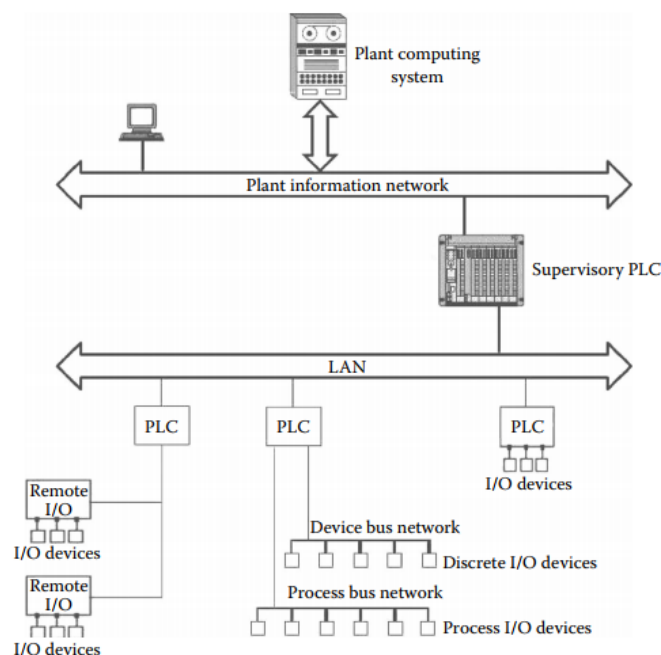 Plant computing
system
Plant information network
Supervisory PLC
LAN
PLC
PLC
PLC
I/O devices
Remote
I/O
I/O devices
Device bus network
Discrete I/O devices
Remote
I/O
I/O devices
Process bus network
Process I/O devices